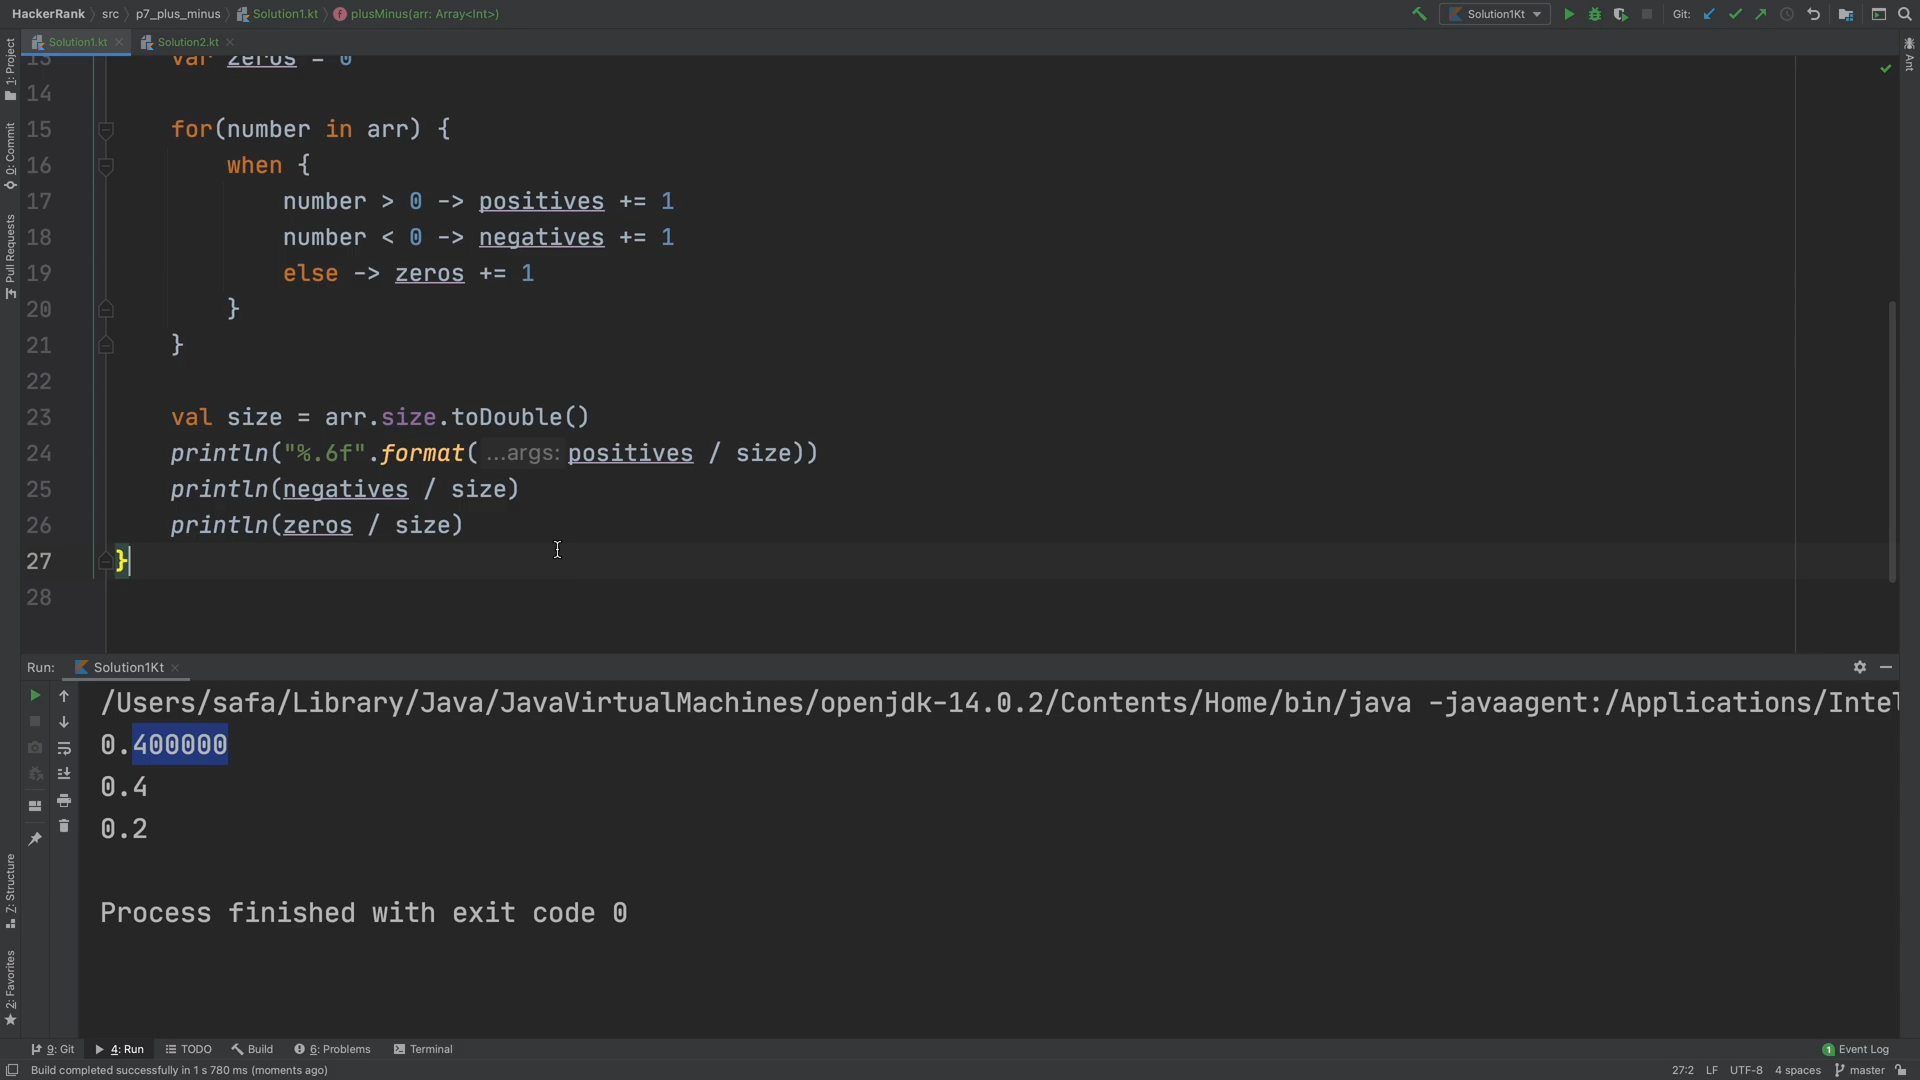 HackerRank src p7_plus_minus Solution1.kt plusMinus(arr: Array<Int>) Solution1Kt Git:
Solution1.kt Solution2.kt
1: Project
0: Commit
Pull Requests
Z: Structure
2: Favorites
Ant
13 var zeros = 0
14
15 for(number in arr) {
16 when {
17 number > 0 -> positives += 1
18 number < 0 -> negatives += 1
19 else -> zeros += 1
20 }
21 }
22
23 val size = arr.size.toDouble()
24 println("%.6f".format( ...args: positives / size))
25 println(negatives / size)
26 println(zeros / size)
27 }
28
Run: Solution1Kt
/Users/safa/Library/Java/JavaVirtualMachines/openjdk-14.0.2/Contents/Home/bin/java -javaagent:/Applications/Intel
0.400000
0.4
0.2
Process finished with exit code 0
9: Git 4: Run TODO Build 6: Problems Terminal 1 Event Log
Build completed successfully in 1 s 780 ms (moments ago) 27:2 LF UTF-8 4 spaces master